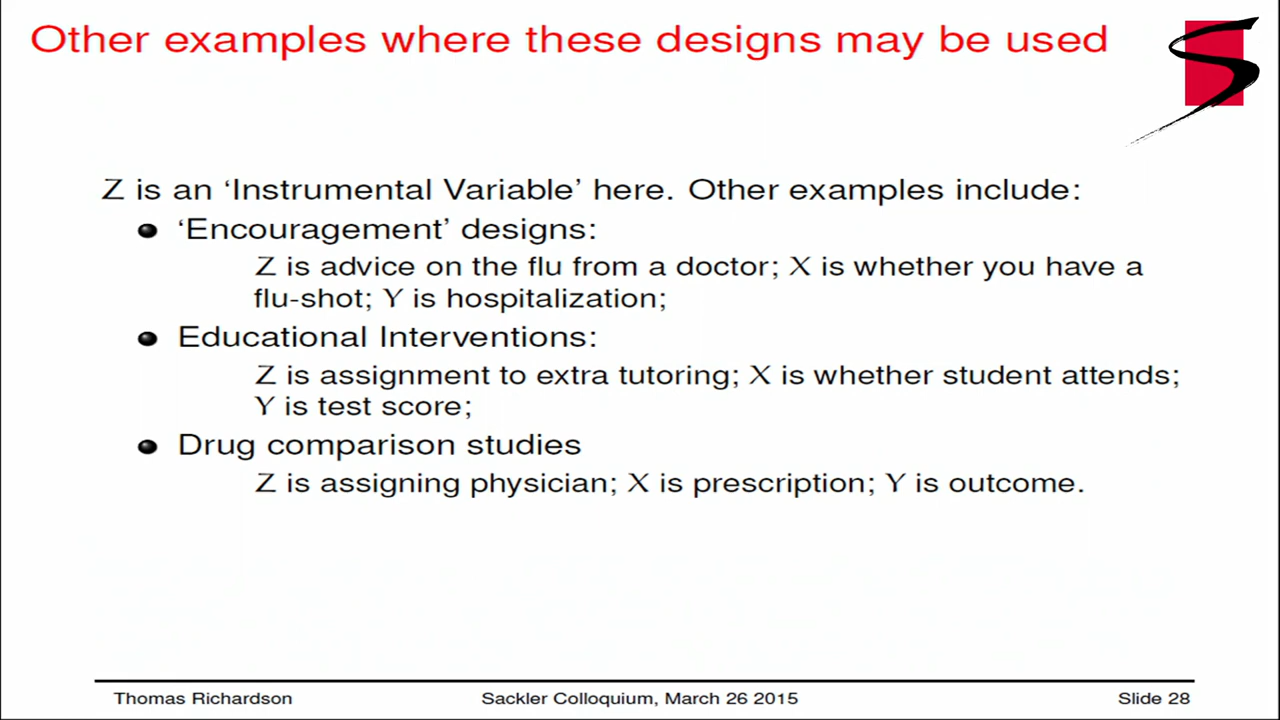 Other examples where these designs may be used
Z is an ‘Instrumental Variable’ here. Other examples include:
‘Encouragement’ designs:
Z is advice on the flu from a doctor; X is whether you have a
flu-shot; Y is hospitalization;
Educational Interventions:
Z is assignment to extra tutoring; X is whether student attends;
Y is test score;
Drug comparison studies
Z is assigning physician; X is prescription; Y is outcome.
Thomas Richardson Sackler Colloquium, March 26 2015 Slide 28